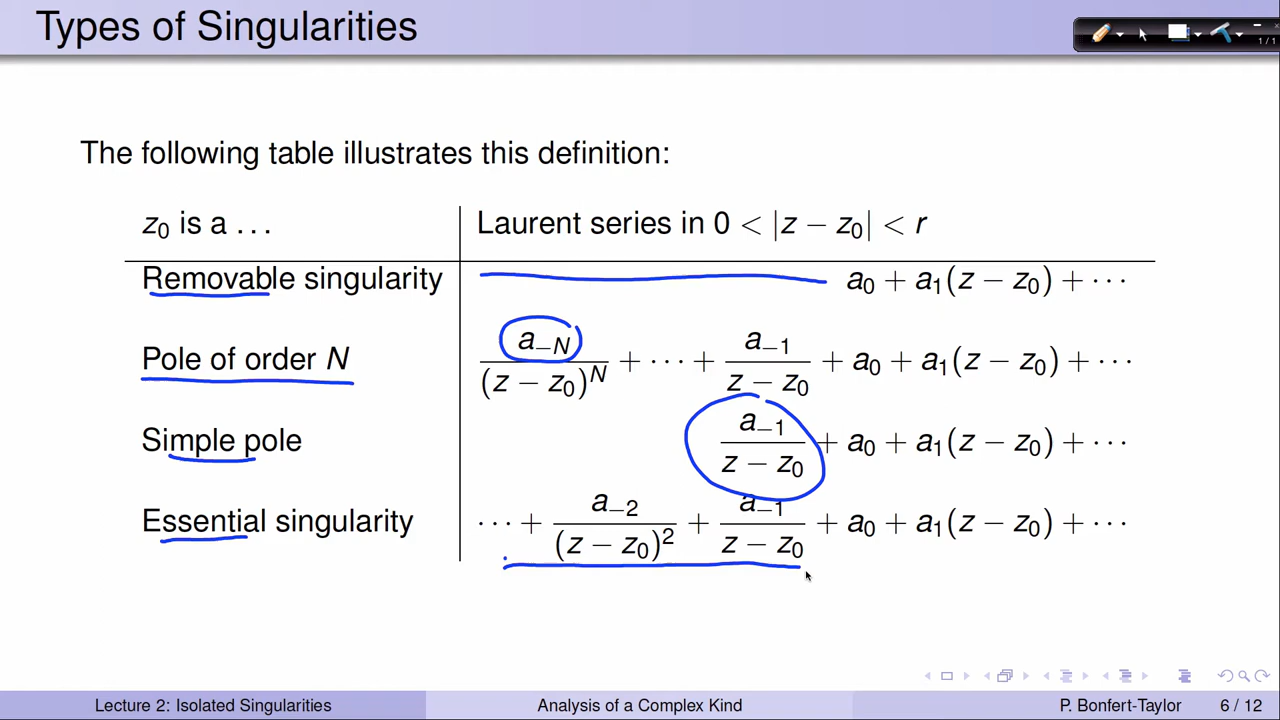 Types of Singularities
1/1
The following table illustrates this definition:
z₀ is a … Laurent series in 0 < |z − z₀| < r
Removable singularity a₀ + a₁(z − z₀) + ⋯
Pole of order N a₋N/(z − z₀)ᴺ + ⋯ + a₋₁/(z − z₀) + a₀ + a₁(z − z₀) + ⋯
Simple pole a₋₁/(z − z₀) + a₀ + a₁(z − z₀) + ⋯
Essential singularity ⋯ + a₋₂/(z − z₀)² + a₋₁/(z − z₀) + a₀ + a₁(z − z₀) + ⋯
Lecture 2: Isolated Singularities Analysis of a Complex Kind P. Bonfert-Taylor 6 / 12